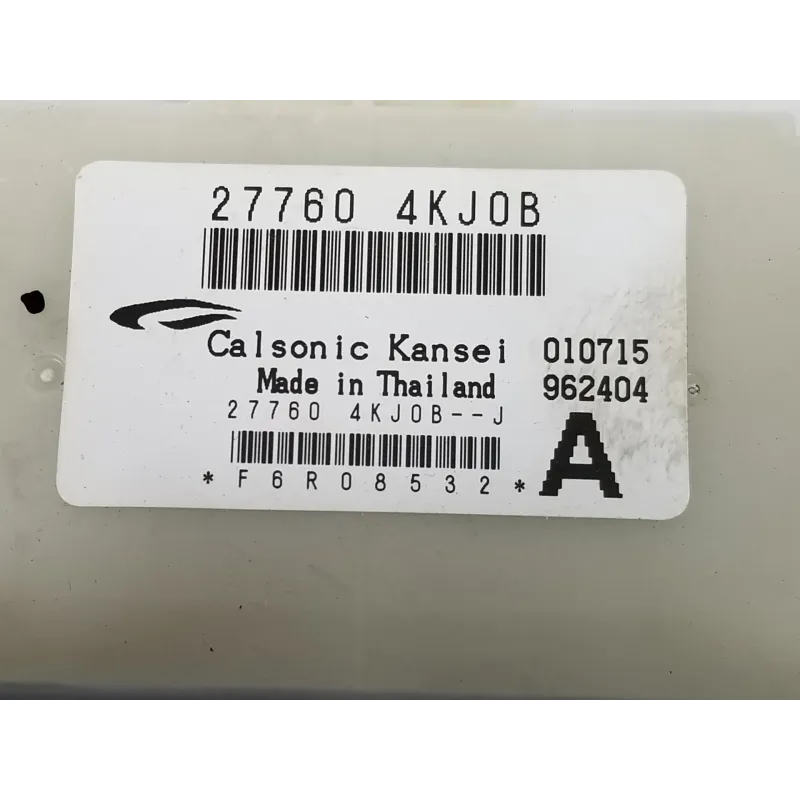 27760 4KJ0B
Calsonic Kansei 010715
Made in Thailand 962404
27760 4KJ0B--J
*F6R08532*
A